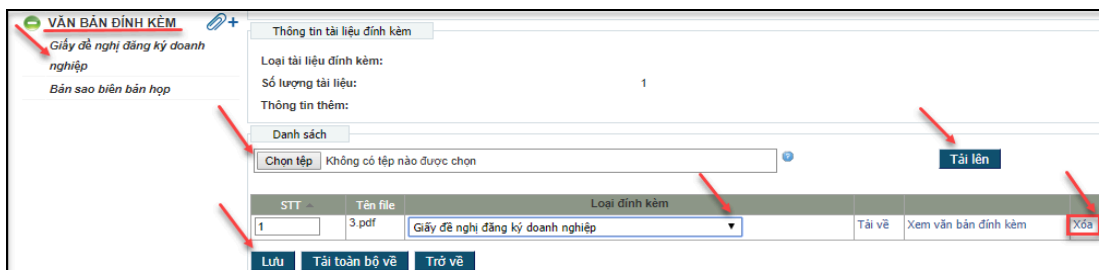 VĂN BẢN ĐÍNH KÈM
Giấy đề nghị đăng ký doanh
nghiệp
Bản sao biên bản họp
Thông tin tài liệu đính kèm
Loại tài liệu đính kèm:
Số lượng tài liệu: 1
Thông tin thêm:
Danh sách
Chọn tệp Không có tệp nào được chọn
Tải lên
STT Tên file Loại đính kèm
1 3.pdf Giấy đề nghị đăng ký doanh nghiệp Tải về Xem văn bản đính kèm Xóa
Lưu Tải toàn bộ về Trở về